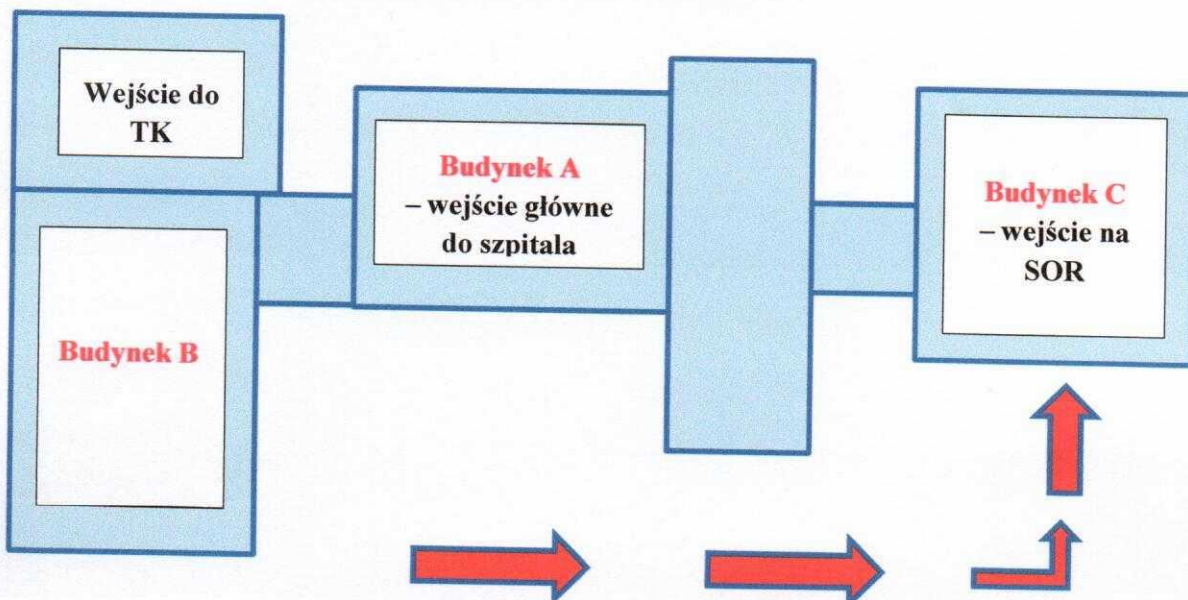 Wejście do
TK
Budynek A
– wejście główne
do szpitala
Budynek C
– wejście na
SOR
Budynek B